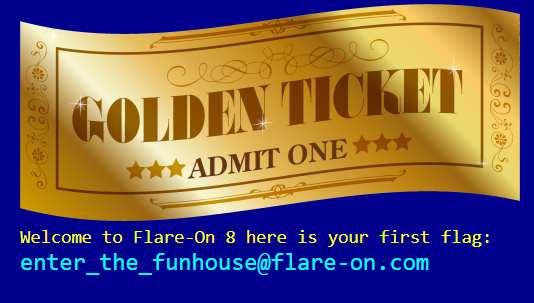 GOLDEN TICKET
ADMIT ONE
Welcome to Flare-On 8 here is your first flag:
enter_the_funhouse@flare-on.com